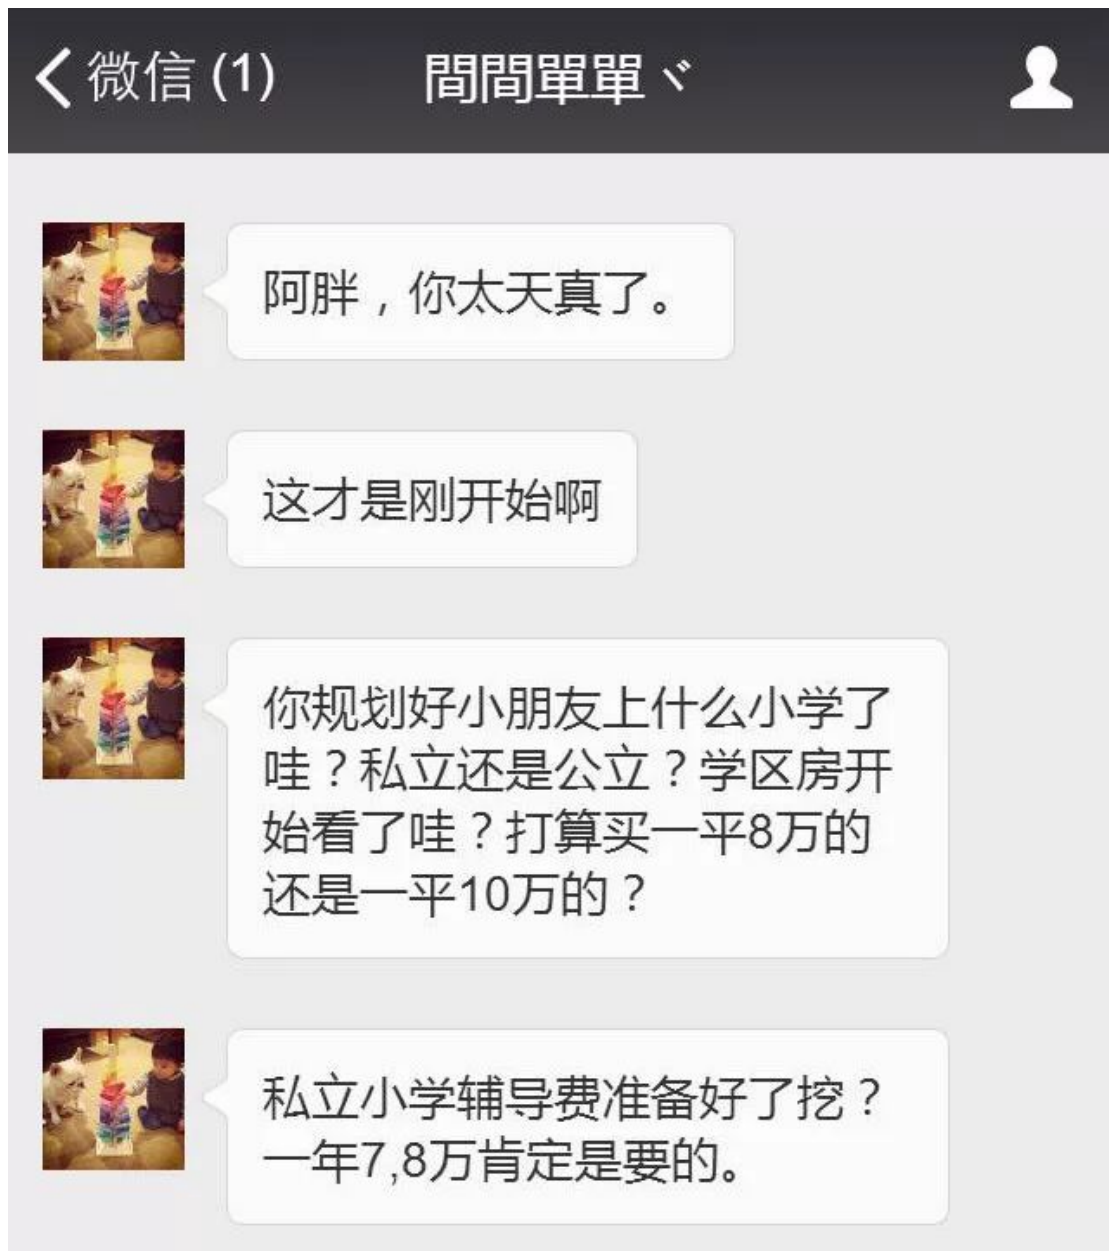 微信 (1)
間間單單ヾ
阿胖，你太天真了。
这才是刚开始啊
你规划好小朋友上什么小学了
哇？私立还是公立？学区房开
始看了哇？打算买一平8万的
还是一平10万的？
私立小学辅导费准备好了挖？
一年7,8万肯定是要的。